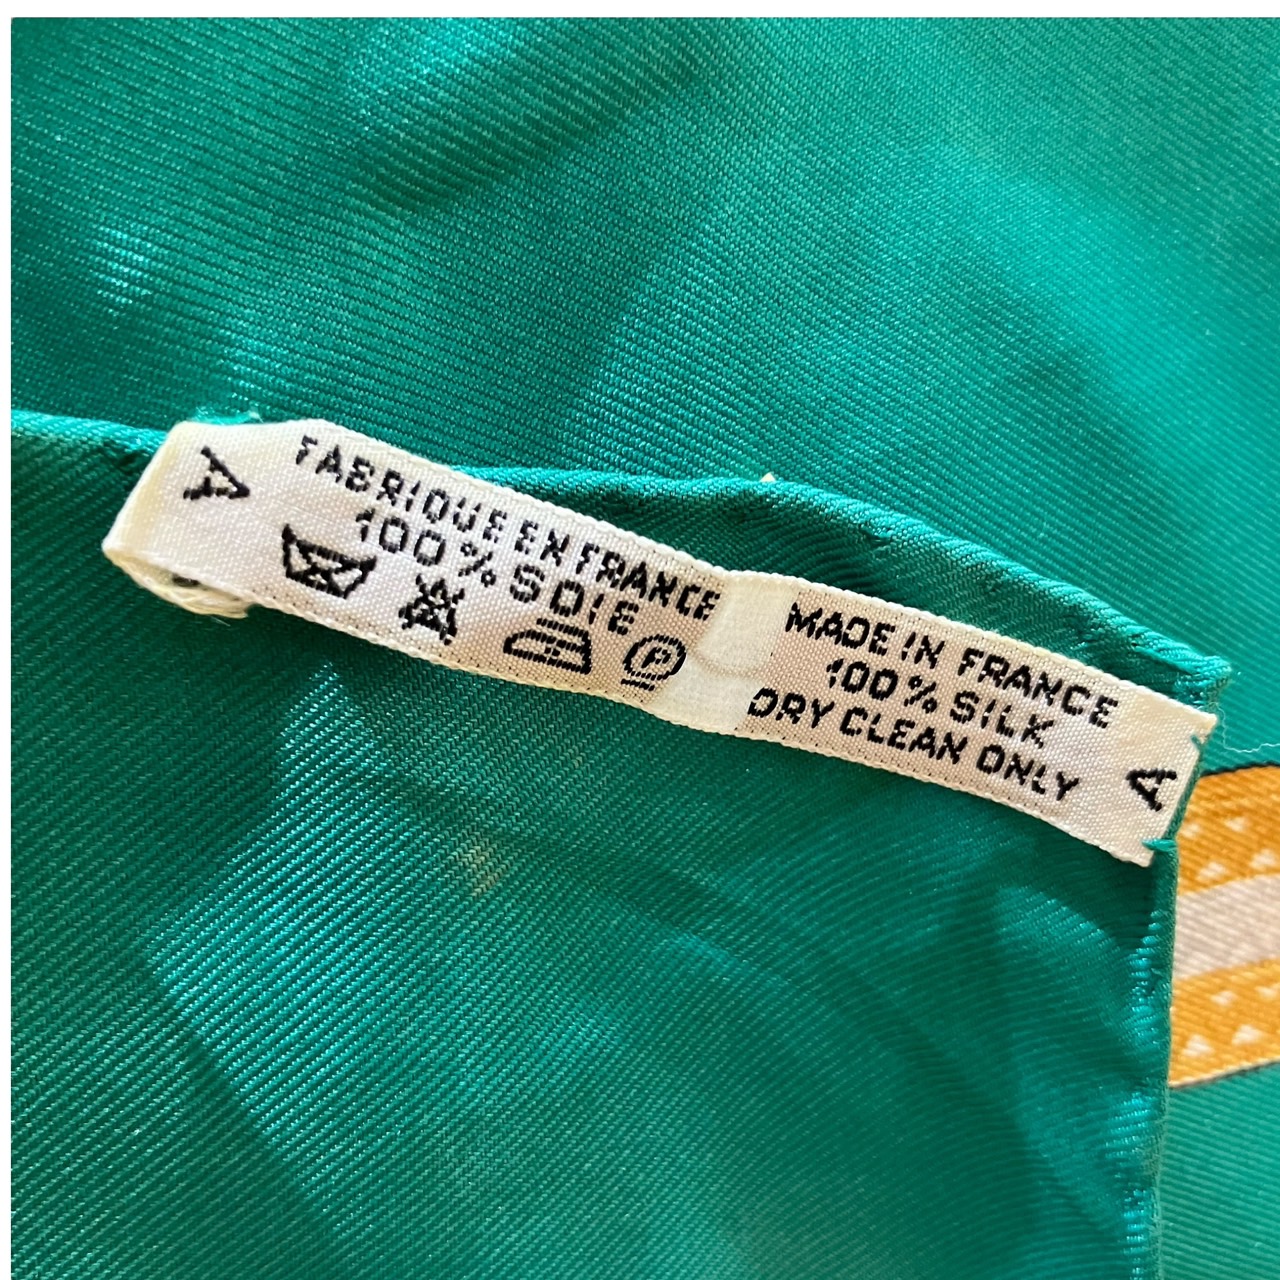 A
FABRIQUE EN FRANCE
100 % SOIE
P
MADE IN FRANCE
100 % SILK
DRY CLEAN ONLY
A